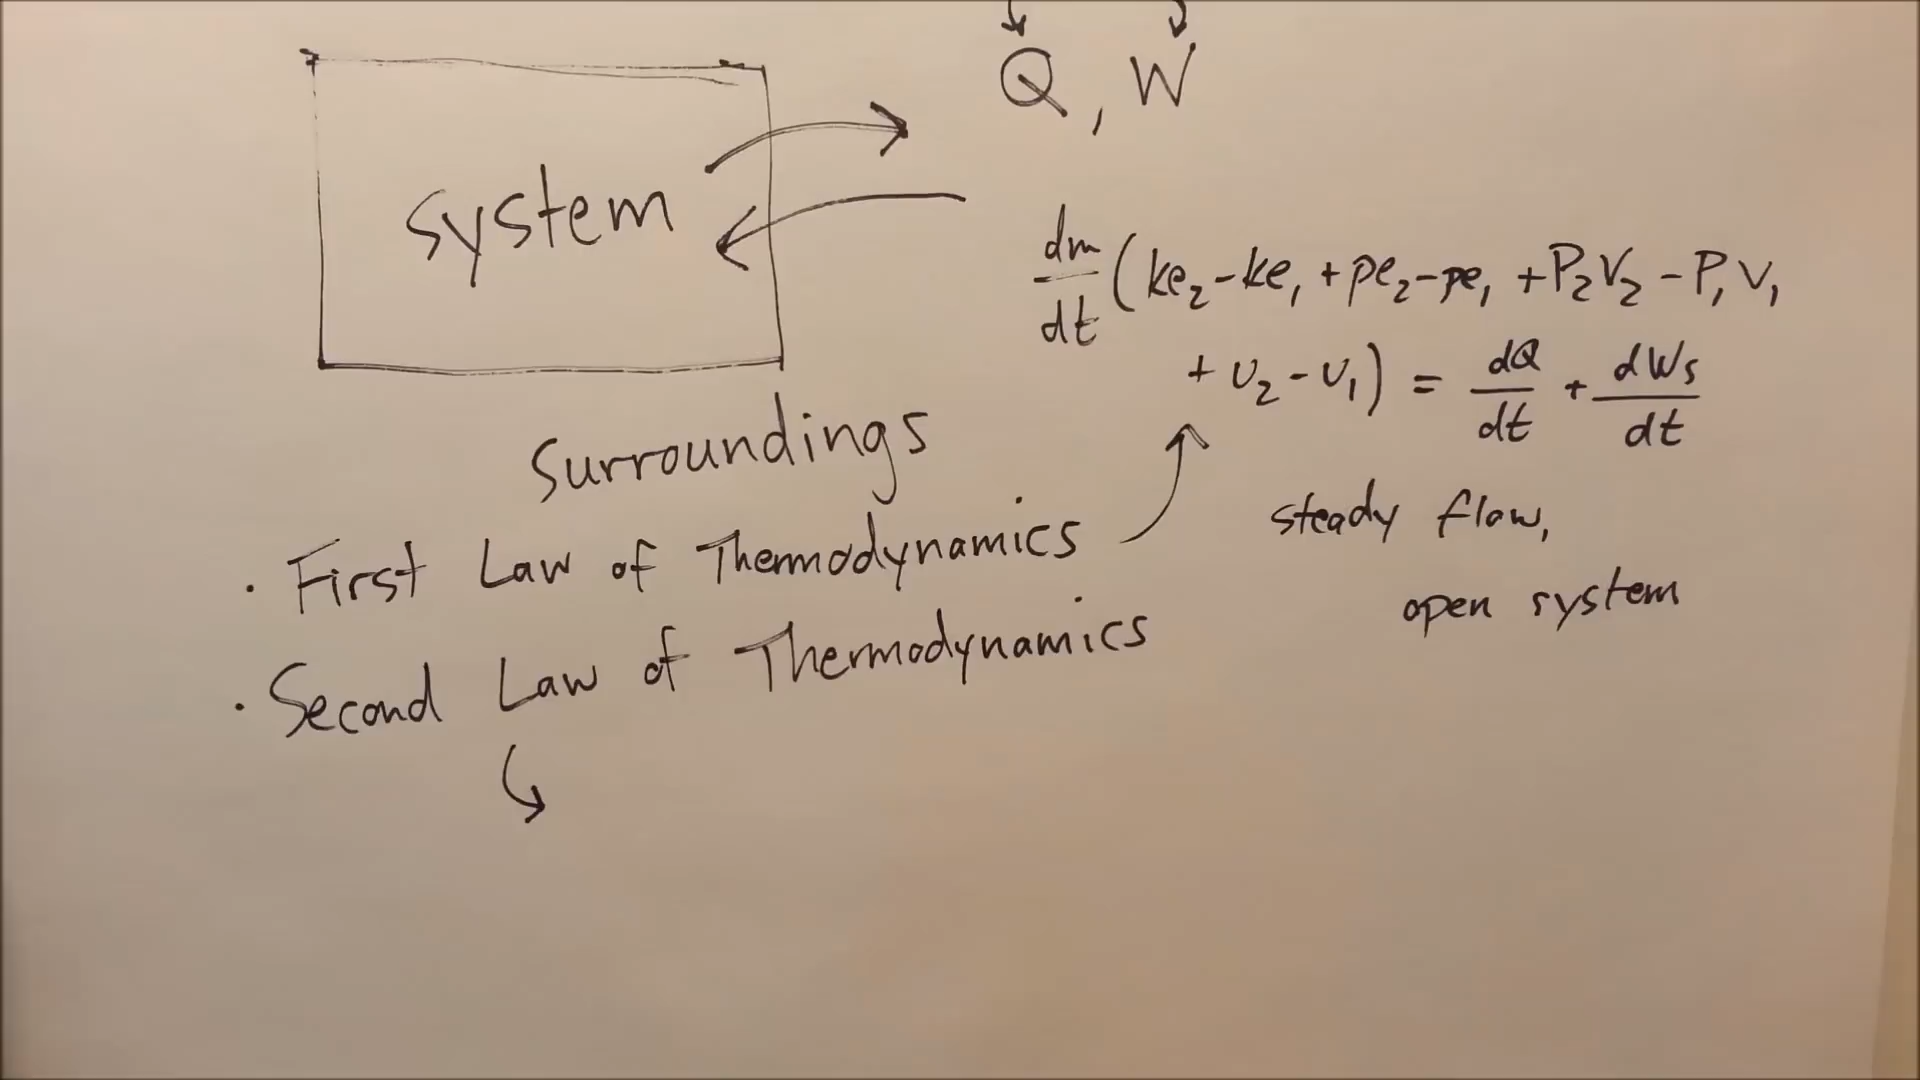 Q, W
system
dm/dt (ke₂-ke₁ + pe₂-pe₁ + P₂V₂ - P₁V₁
+ U₂-U₁) = dQ/dt + dWs/dt
Surroundings
steady flow,
open system
· First Law of Thermodynamics
· Second Law of Thermodynamics